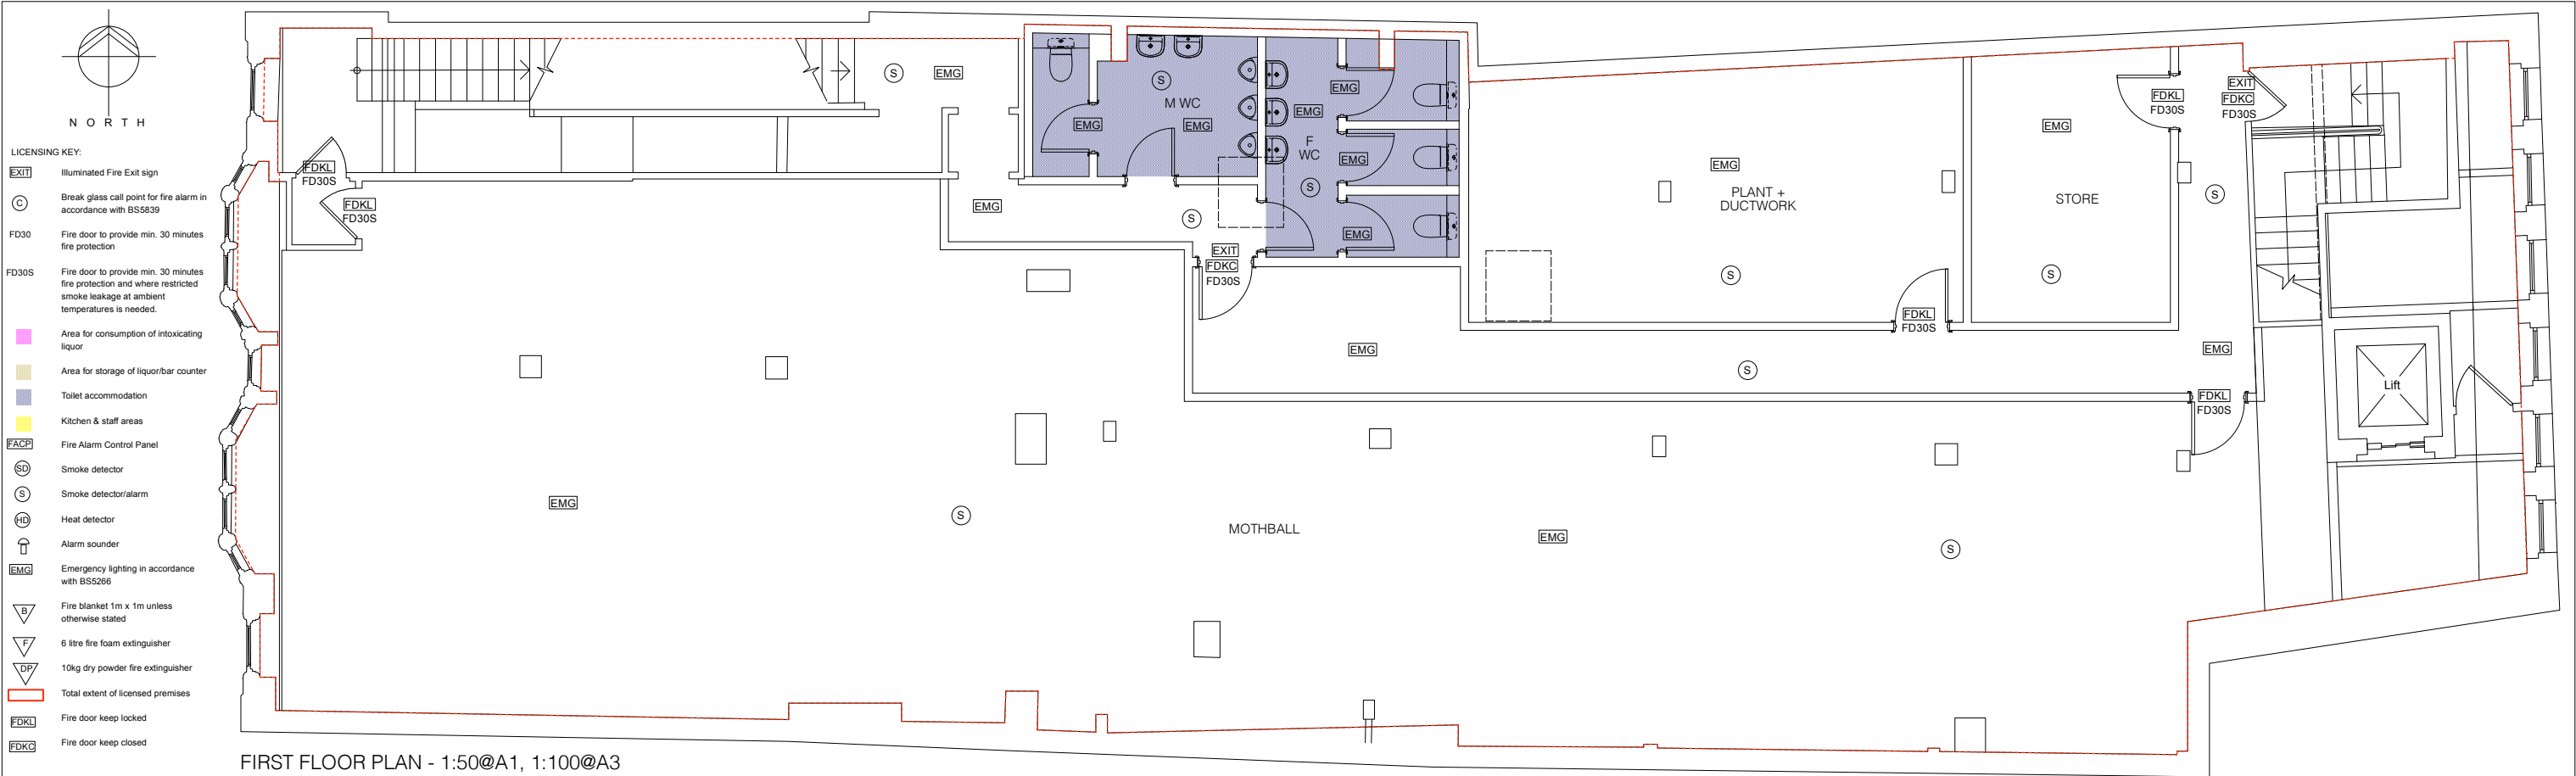 N O R T H
LICENSING KEY:
EXIT Illuminated Fire Exit sign
C Break glass call point for fire alarm in
accordance with BS5839
FD30 Fire door to provide min. 30 minutes
fire protection
FD30S Fire door to provide min. 30 minutes
fire protection and where restricted
smoke leakage at ambient
temperatures is needed.
Area for consumption of intoxicating
liquor
Area for storage of liquor/bar counter
Toilet accommodation
Kitchen & staff areas
FACP Fire Alarm Control Panel
SD Smoke detector
S Smoke detector/alarm
HD Heat detector
Alarm sounder
EMG Emergency lighting in accordance
with BS5266
B Fire blanket 1m x 1m unless
otherwise stated
F 6 litre fire foam extinguisher
DP 10kg dry powder fire extinguisher
Total extent of licensed premises
FDKL Fire door keep locked
FDKC Fire door keep closed
FDKL
FD30S
FDKL
FD30S
S
EMG
EMG
S
M WC
EMG
EMG
S
EMG
F
WC
S
EMG
EMG
EMG
EXIT
FDKC
FD30S
EMG
PLANT +
DUCTWORK
S
FDKL
FD30S
EMG
STORE
S
FDKL
FD30S
EXIT
FDKC
FD30S
S
EMG
S
EMG
FDKL
FD30S
Lift
EMG
S
MOTHBALL
EMG
S
FIRST FLOOR PLAN - 1:50@A1, 1:100@A3